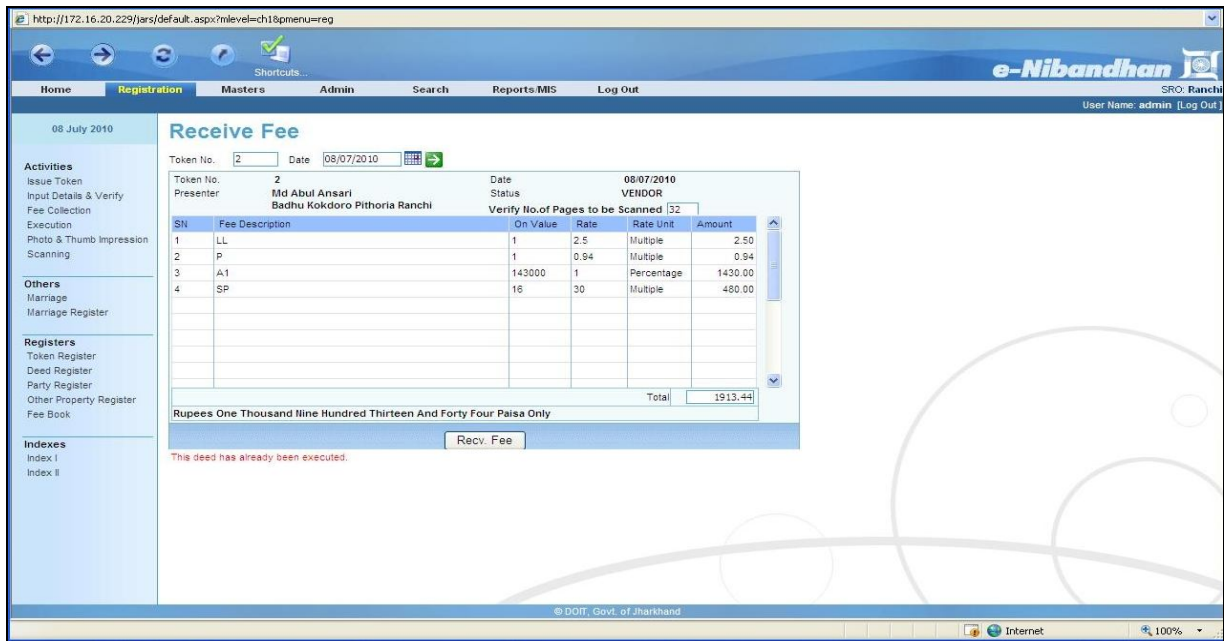 http://172.16.20.229/jars/default.aspx?mlevel=ch1&pmenu=reg
Shortcuts...
e-Nibandhan
Home Registration Masters Admin Search Reports/MIS Log Out SRO: Ranchi
User Name: admin [Log Out]
08 July 2010
Activities
Issue Token
Input Details & Verify
Fee Collection
Execution
Photo & Thumb Impression
Scanning
Others
Marriage
Marriage Register
Registers
Token Register
Deed Register
Party Register
Other Property Register
Fee Book
Indexes
Index I
Index II
Receive Fee
Token No. 2 Date 08/07/2010
Token No. 2 Date 08/07/2010
Presenter Md Abul Ansari Status VENDOR
Badhu Kokdoro Pithoria Ranchi Verify No.of Pages to be Scanned 32
SN Fee Description On Value Rate Rate Unit Amount
1 LL 1 2.5 Multiple 2.50
2 P 1 0.94 Multiple 0.94
3 A1 143000 1 Percentage 1430.00
4 SP 16 30 Multiple 480.00
Total 1913.44
Rupees One Thousand Nine Hundred Thirteen And Forty Four Paisa Only
Recv. Fee
This deed has already been executed.
© DOIT, Govt. of Jharkhand
Internet 100%